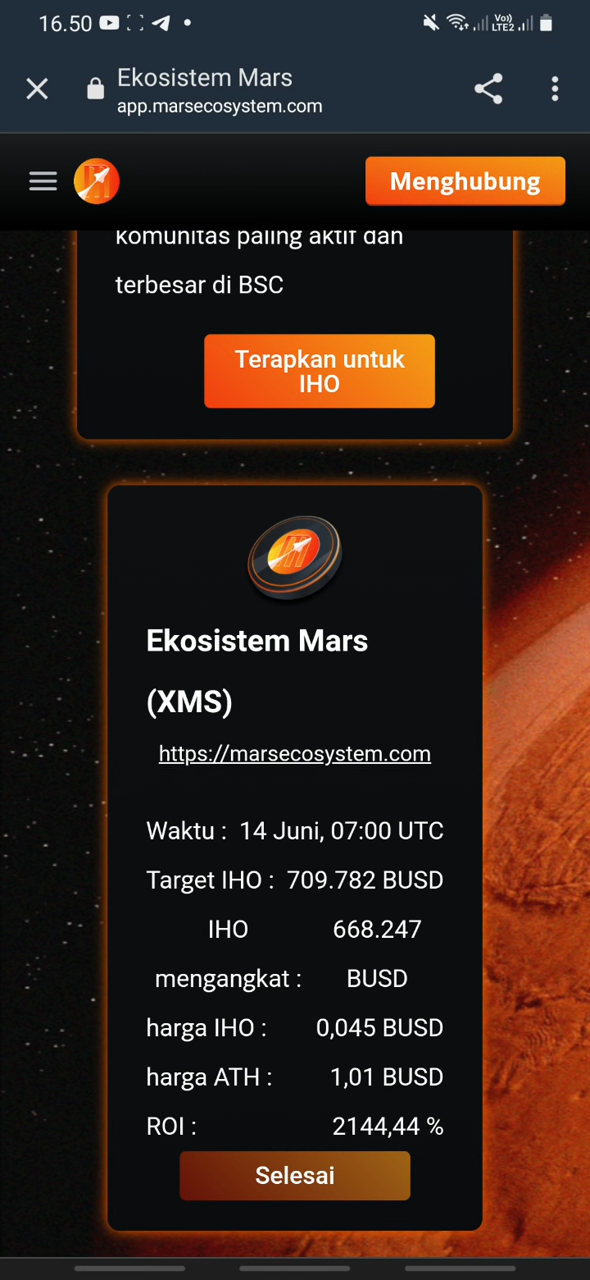 16.50
Vo)
LTE2
Ekosistem Mars
app.marsecosystem.com
Menghubung
komunitas paling aktif dan
terbesar di BSC
Terapkan untuk
IHO
Ekosistem Mars
(XMS)
https://marsecosystem.com
Waktu : 14 Juni, 07:00 UTC
Target IHO : 709.782 BUSD
IHO 668.247
mengangkat : BUSD
harga IHO : 0,045 BUSD
harga ATH : 1,01 BUSD
ROI : 2144,44 %
Selesai